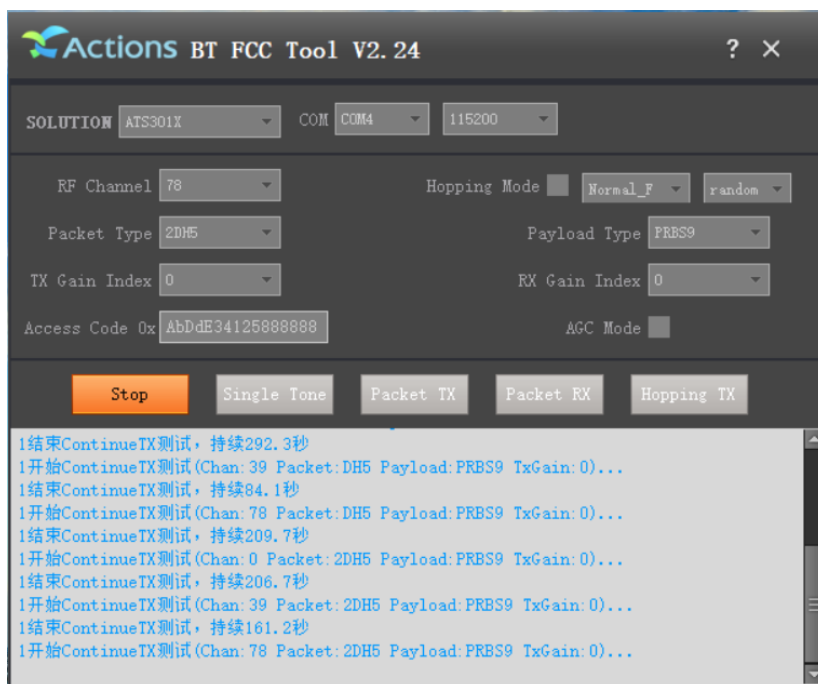 Actions BT FCC Tool V2.24 ? ×
SOLUTION ATS301X COM COM4 115200
RF Channel 78 Hopping Mode Normal_F random
Packet Type 2DH5 Payload Type PRBS9
TX Gain Index 0 RX Gain Index 0
Access Code 0x AbDdE34125888888 AGC Mode
Stop Single Tone Packet TX Packet RX Hopping TX
1结束ContinueTX测试，持续292.3秒
1开始ContinueTX测试(Chan:39 Packet:DH5 Payload:PRBS9 TxGain:0)...
1结束ContinueTX测试，持续84.1秒
1开始ContinueTX测试(Chan:78 Packet:DH5 Payload:PRBS9 TxGain:0)...
1结束ContinueTX测试，持续209.7秒
1开始ContinueTX测试(Chan:0 Packet:2DH5 Payload:PRBS9 TxGain:0)...
1结束ContinueTX测试，持续206.7秒
1开始ContinueTX测试(Chan:39 Packet:2DH5 Payload:PRBS9 TxGain:0)...
1结束ContinueTX测试，持续161.2秒
1开始ContinueTX测试(Chan:78 Packet:2DH5 Payload:PRBS9 TxGain:0)...